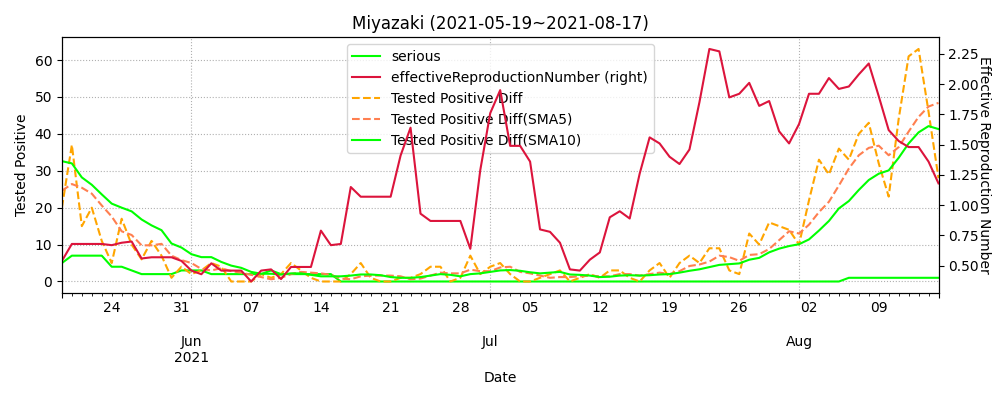 Miyazaki (2021-05-19~2021-08-17)
serious
effectiveReproductionNumber (right)
Tested Positive Diff
Tested Positive Diff(SMA5)
Tested Positive Diff(SMA10)
Tested Positive
60
50
40
30
20
10
0
2.25
2.00
1.75
1.50
1.25
1.00
0.75
0.50
Effective Reproduction Number
24 31 07 14 21 28 05 12 19 26 02 09
Jun Jul Aug
2021
Date